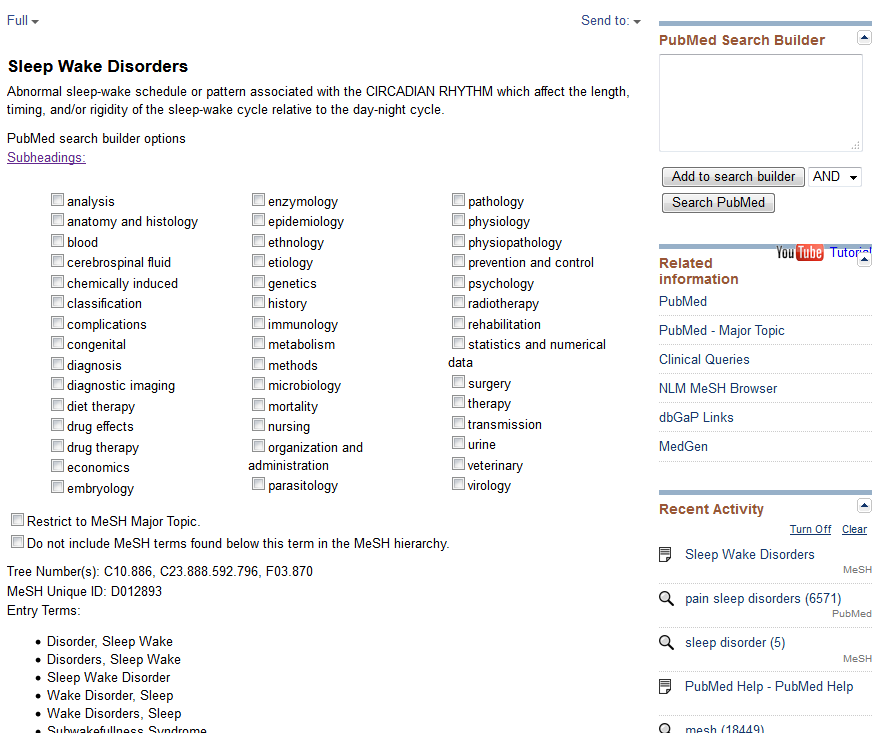 Full
Send to:
Sleep Wake Disorders
Abnormal sleep-wake schedule or pattern associated with the CIRCADIAN RHYTHM which affect the length,
timing, and/or rigidity of the sleep-wake cycle relative to the day-night cycle.
PubMed search builder options
Subheadings:
analysis
anatomy and histology
blood
cerebrospinal fluid
chemically induced
classification
complications
congenital
diagnosis
diagnostic imaging
diet therapy
drug effects
drug therapy
economics
embryology
enzymology
epidemiology
ethnology
etiology
genetics
history
immunology
metabolism
methods
microbiology
mortality
nursing
organization and
administration
parasitology
pathology
physiology
physiopathology
prevention and control
psychology
radiotherapy
rehabilitation
statistics and numerical
data
surgery
therapy
transmission
urine
veterinary
virology
Restrict to MeSH Major Topic.
Do not include MeSH terms found below this term in the MeSH hierarchy.
Tree Number(s): C10.886, C23.888.592.796, F03.870
MeSH Unique ID: D012893
Entry Terms:
Disorder, Sleep Wake
Disorders, Sleep Wake
Sleep Wake Disorder
Wake Disorder, Sleep
Wake Disorders, Sleep
Subwakefullness Syndrome
PubMed Search Builder
Add to search builder AND
Search PubMed
YouTube Tutorial
Related
information
PubMed
PubMed - Major Topic
Clinical Queries
NLM MeSH Browser
dbGaP Links
MedGen
Recent Activity
Turn Off Clear
Sleep Wake Disorders
MeSH
pain sleep disorders (6571)
PubMed
sleep disorder (5)
MeSH
PubMed Help - PubMed Help
mesh (18449)